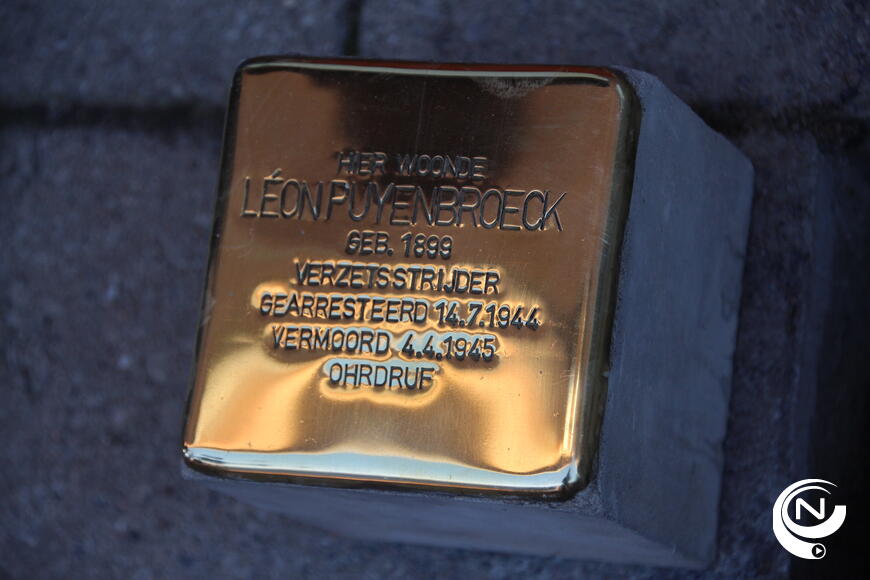 HIER WOONDE
LÉON PUYENBROECK
GEB. 1899
VERZETSSTRIJDER
GEARRESTEERD 14.7.1944
VERMOORD 4.4.1945
OHRDRUF
N